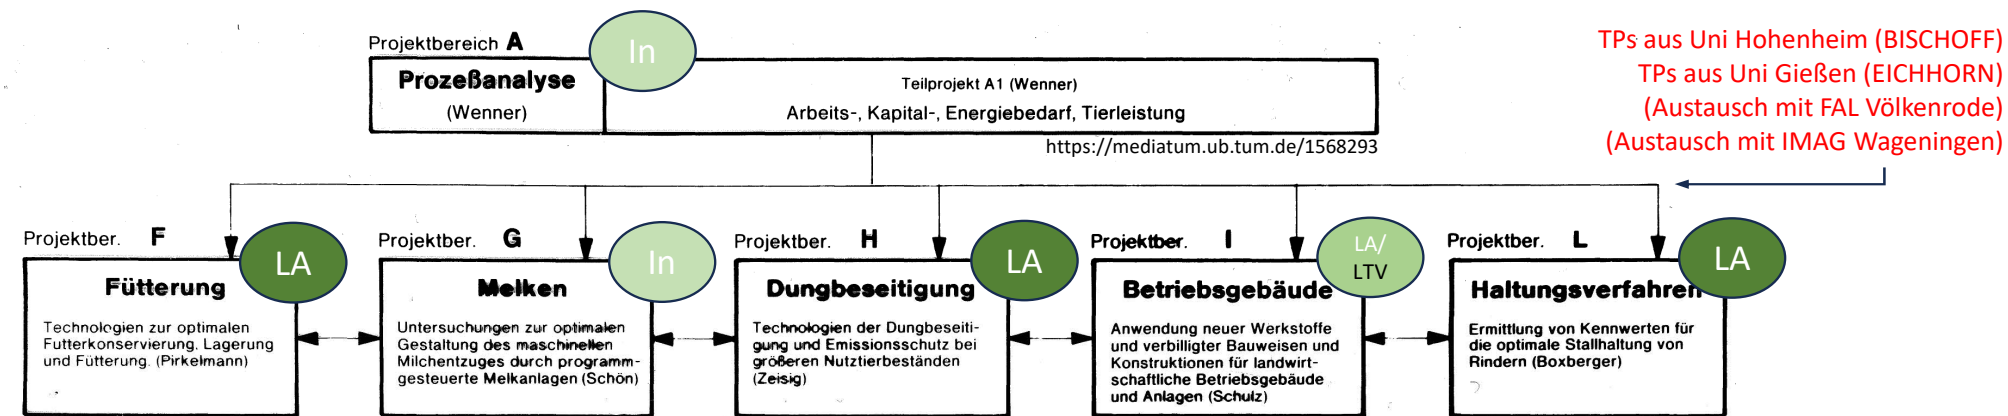 Projektbereich A
In
Prozeßanalyse
(Wenner)
Teilprojekt A1 (Wenner)
Arbeits-, Kapital-, Energiebedarf, Tierleistung
https://mediatum.ub.tum.de/1568293
TPs aus Uni Hohenheim (BISCHOFF)
TPs aus Uni Gießen (EICHHORN)
(Austausch mit FAL Völkenrode)
(Austausch mit IMAG Wageningen)
Projektber. F
LA
Fütterung
Technologien zur optimalen
Futterkonservierung, Lagerung
und Fütterung. (Pirkelmann)
Projektber. G
In
Melken
Untersuchungen zur optimalen
Gestaltung des maschinellen
Milchentzuges durch programm-
gesteuerte Melkanlagen (Schön)
Projektber. H
LA
Dungbeseitigung
Technologien der Dungbeseiti-
gung und Emissionsschutz bei
größeren Nutztierbeständen
(Zeisig)
Projektber. I
LA/
LTV
Betriebsgebäude
Anwendung neuer Werkstoffe
und verbilligter Bauweisen und
Konstruktionen für landwirt-
schaftliche Betriebsgebäude
und Anlagen (Schulz)
Projektber. L
LA
Haltungsverfahren
Ermittlung von Kennwerten für
die optimale Stallhaltung von
Rindern (Boxberger)